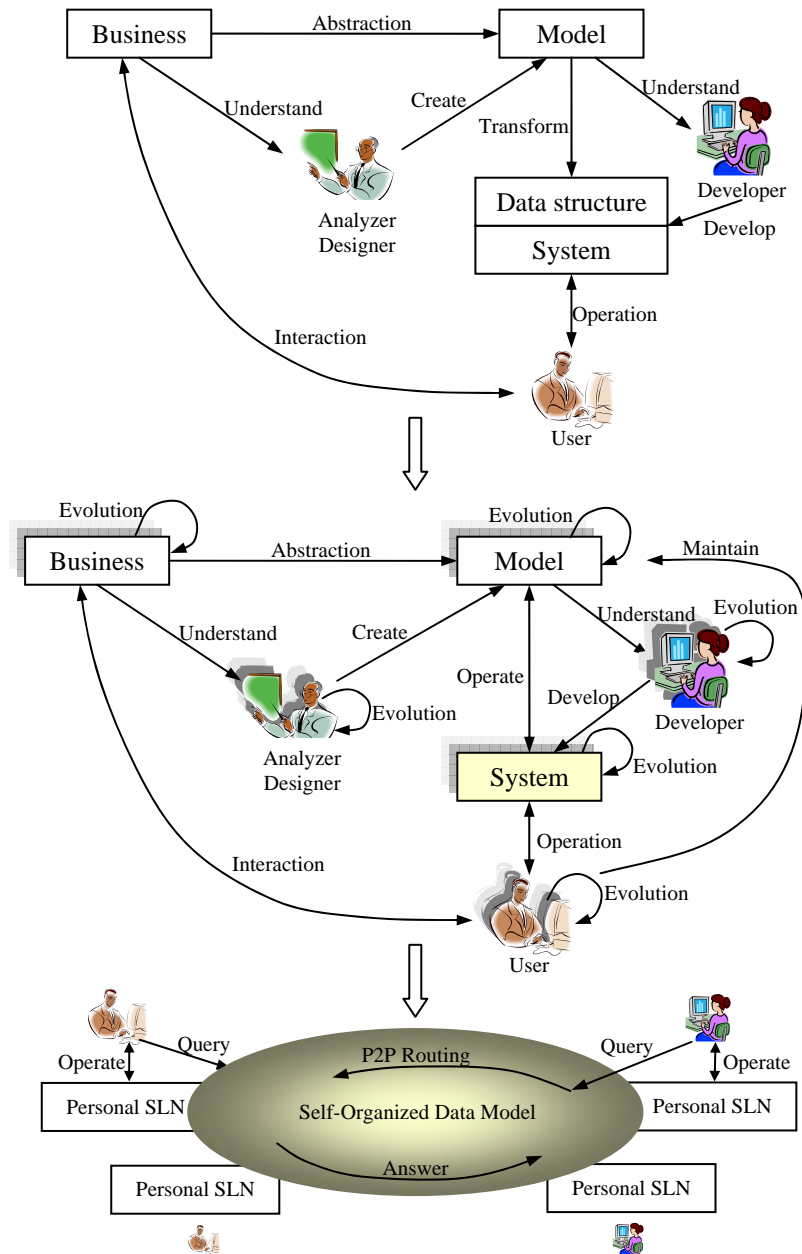 Business
Abstraction
Model
Understand
Create
Understand
Transform
Developer
Analyzer
Designer
Data structure
Develop
System
Interaction
Operation
User
Evolution
Evolution
Business
Abstraction
Model
Maintain
Understand
Create
Understand
Evolution
Operate
Develop
Evolution
Developer
Analyzer
Designer
System
Evolution
Operation
Interaction
Evolution
User
Operate
Query
P2P Routing
Query
Operate
Personal SLN
Self-Organized Data Model
Personal SLN
Answer
Personal SLN
Personal SLN